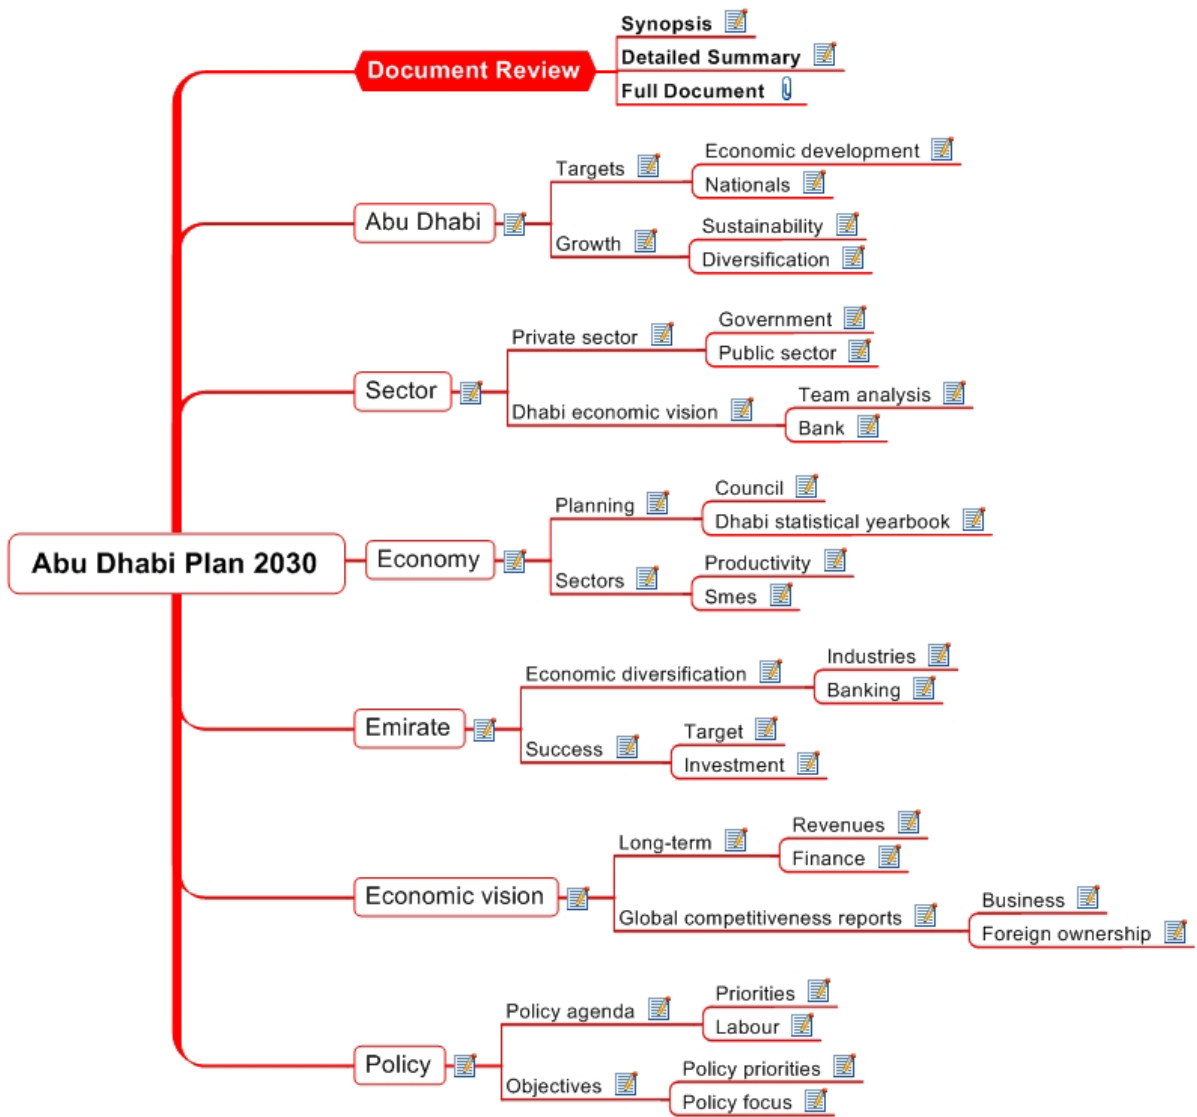 Synopsis
Detailed Summary
Document Review
Full Document
Economic development
Targets
Nationals
Abu Dhabi
Sustainability
Growth
Diversification
Government
Private sector
Public sector
Sector
Team analysis
Dhabi economic vision
Bank
Council
Planning
Dhabi statistical yearbook
Abu Dhabi Plan 2030
Economy
Productivity
Sectors
Smes
Industries
Economic diversification
Banking
Emirate
Target
Success
Investment
Revenues
Long-term
Finance
Economic vision
Business
Global competitiveness reports
Foreign ownership
Priorities
Policy agenda
Labour
Policy
Policy priorities
Objectives
Policy focus